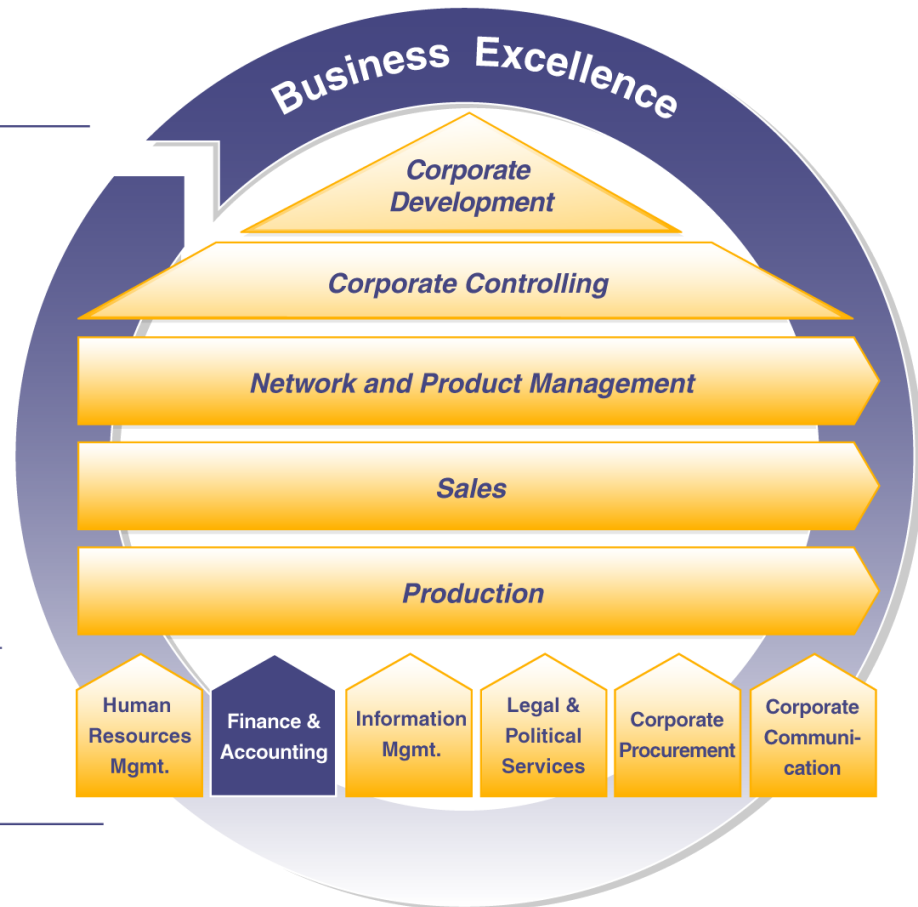 Business Excellence
Corporate
Development
Corporate Controlling
Network and Product Management
Sales
Production
Human
Resources
Mgmt.
Finance &
Accounting
Information
Mgmt.
Legal &
Political
Services
Corporate
Procurement
Corporate
Communi-
cation